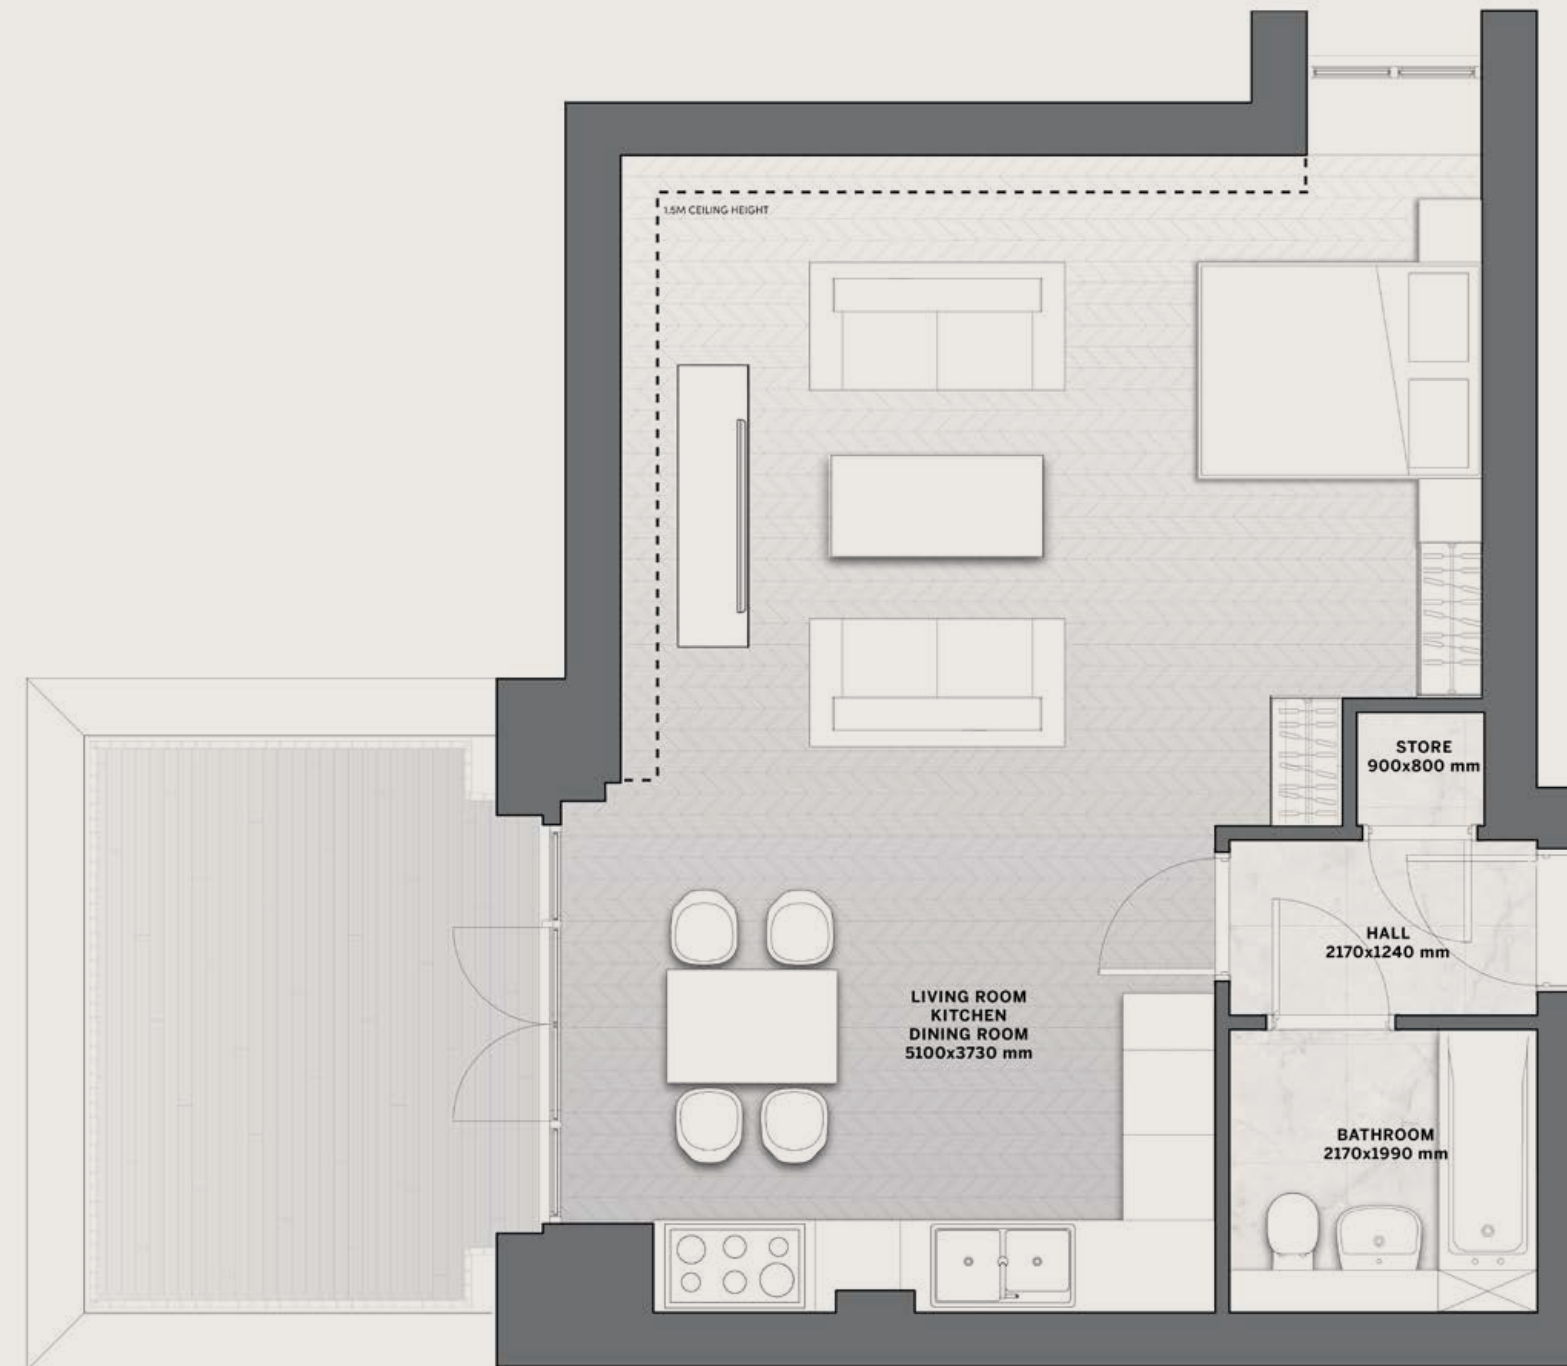 1.5M CEILING HEIGHT
STORE
900x800 mm
HALL
2170x1240 mm
LIVING ROOM
KITCHEN
DINING ROOM
5100x3730 mm
BATHROOM
2170x1990 mm